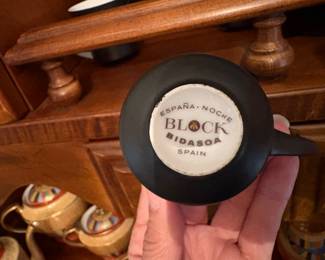 ESPAÑA - NOCHE
BLOCK
BIDASOA
SPAIN